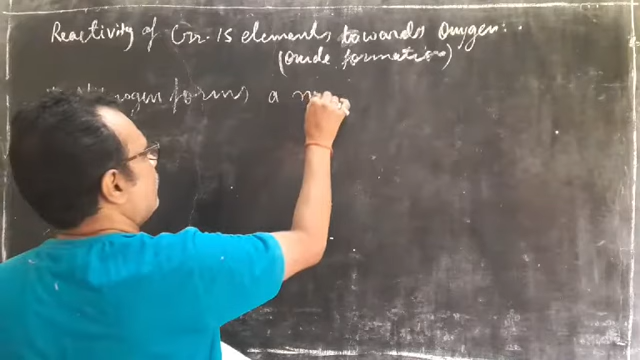 Reactivity of Gr. 15 elements towards Oxygen:
(Oxide formation)
forms a